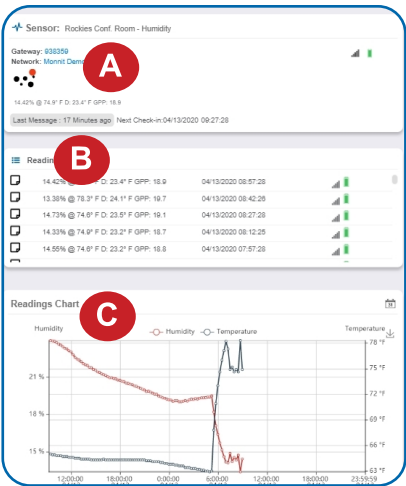 Sensor: Rockies Conf. Room - Humidity
Gateway: 938359
Network: Monnit
A
14.42% @ 74.9° F D: 23.4° F GPP: 18.9
Last Message : 17 Minutes ago Next Check-in:04/13/2020 09:27:28
B
14.42% @ 74.9° F D: 23.4° F GPP: 18.9 04/13/2020 08:57:28
13.38% @ 78.3° F D: 24.1° F GPP: 19.7 04/13/2020 08:42:26
14.73% @ 74.6° F D: 23.5° F GPP: 19.1 04/13/2020 08:27:28
14.33% @ 74.9° F D: 23.2° F GPP: 18.7 04/13/2020 08:12:25
14.55% @ 74.6° F D: 23.2° F GPP: 18.8 04/13/2020 07:57:28
Readings Chart
C
Humidity Humidity Temperature Temperature
78 °F
21 %
75 °F
72 °F
18 %
69 °F
66 °F
15 %
63 °F
12:00:00 18:00:00 0:00:00 6:00:00 12:00:00 18:00:00 23:59:59